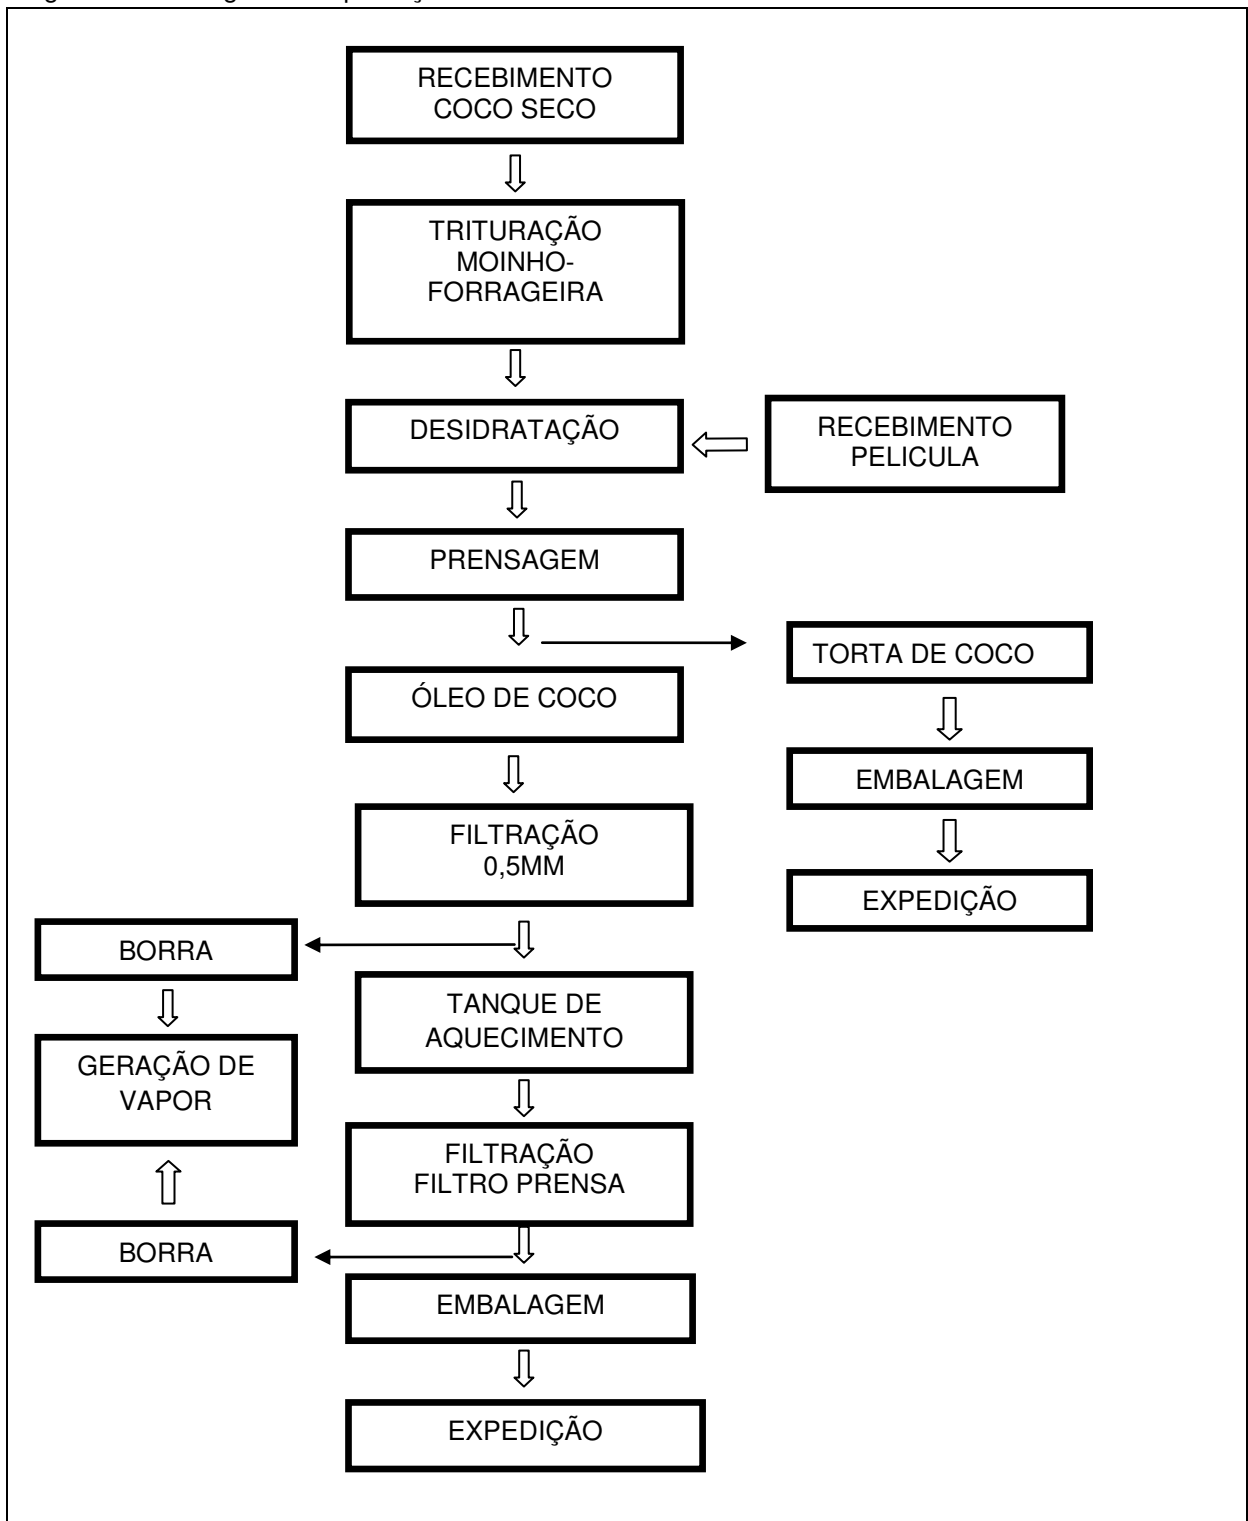 RECEBIMENTO
COCO SECO
TRITURAÇÃO
MOINHO-
FORRAGEIRA
DESIDRATAÇÃO
RECEBIMENTO
PELICULA
PRENSAGEM
TORTA DE COCO
ÓLEO DE COCO
EMBALAGEM
FILTRAÇÃO
0,5MM
EXPEDIÇÃO
BORRA
TANQUE DE
AQUECIMENTO
GERAÇÃO DE
VAPOR
FILTRAÇÃO
FILTRO PRENSA
BORRA
EMBALAGEM
EXPEDIÇÃO